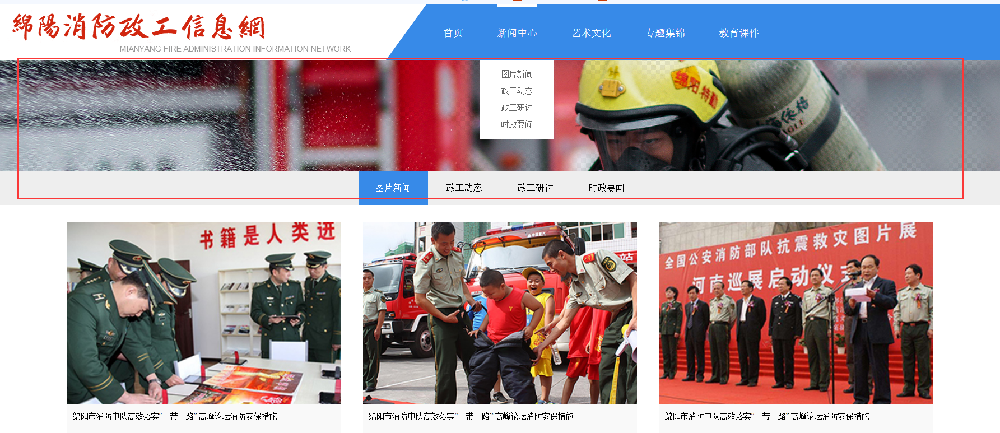 綿陽消防政工信息網
MIANYANG FIRE ADMINISTRATION INFORMATION NETWORK
首页 新闻中心 艺术文化 专题集锦 教育课件
图片新闻
政工动态
政工研讨
时政要闻
绵阳特勤
EAGLE
图片新闻 政工动态 政工研讨 时政要闻
书籍是人类进
站
全国公安消防部队抗震救灾图片展
河南巡展启动仪式
绵阳市消防中队高效落实“一带一路” 高峰论坛消防安保措施
绵阳市消防中队高效落实“一带一路” 高峰论坛消防安保措施
绵阳市消防中队高效落实“一带一路” 高峰论坛消防安保措施